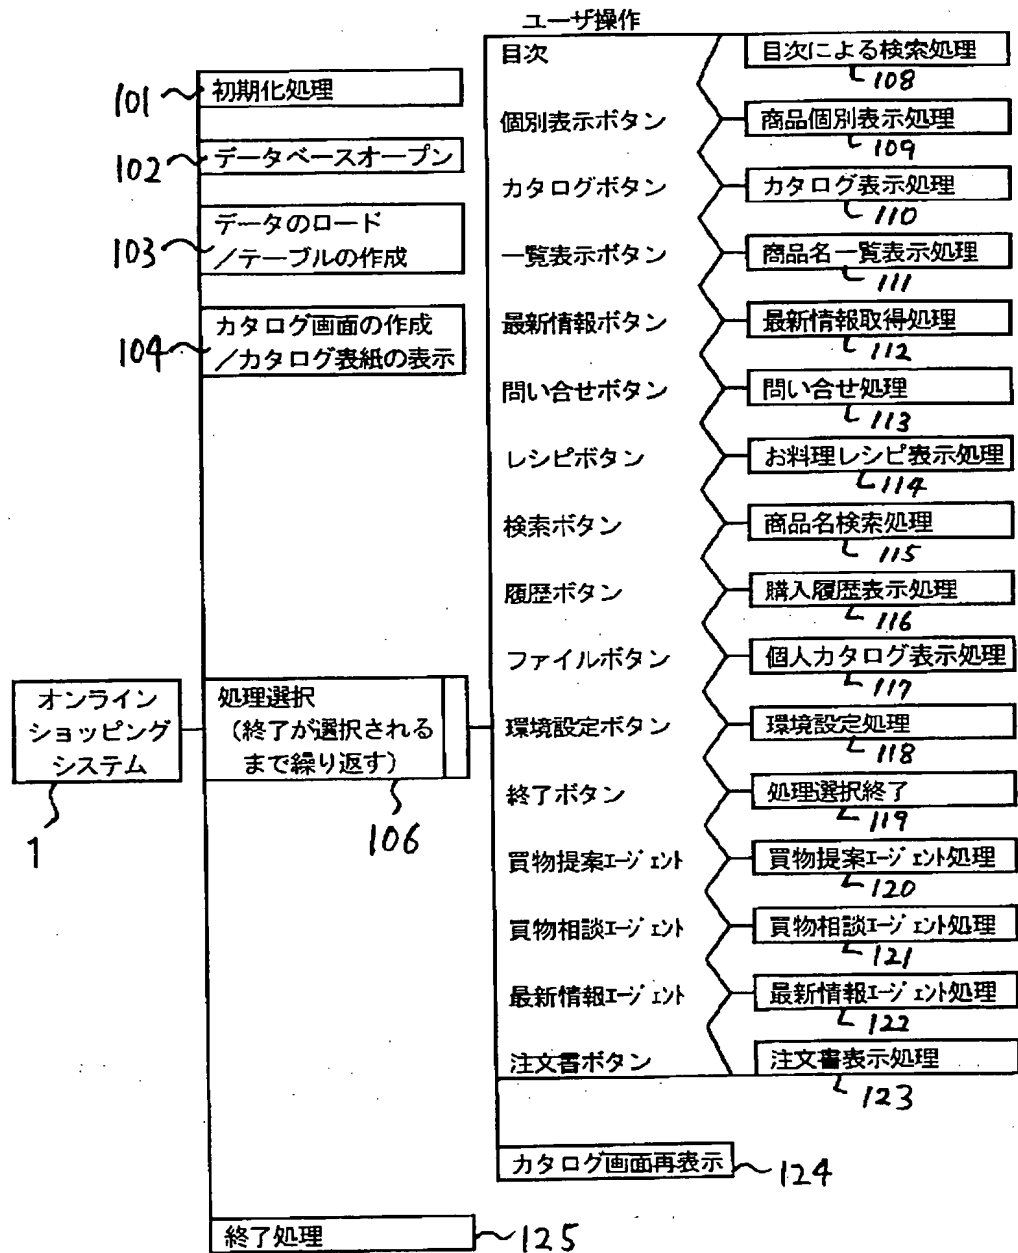 ユーザ操作
オンライン
ショッピング
システム
1
101
初期化処理
102
データベースオープン
103
データのロード
/テーブルの作成
104
カタログ画面の作成
/カタログ表紙の表示
処理選択
(終了が選択される
まで繰り返す)
106
目次
目次による検索処理
108
個別表示ボタン
商品個別表示処理
109
カタログボタン
カタログ表示処理
110
一覧表示ボタン
商品名一覧表示処理
111
最新情報ボタン
最新情報取得処理
112
問い合せボタン
問い合せ処理
113
レシピボタン
お料理レシピ表示処理
114
検索ボタン
商品名検索処理
115
履歴ボタン
購入履歴表示処理
116
ファイルボタン
個人カタログ表示処理
117
環境設定ボタン
環境設定処理
118
終了ボタン
処理選択終了
119
買物提案エージェント
買物提案エージェント処理
120
買物相談エージェント
買物相談エージェント処理
121
最新情報エージェント
最新情報エージェント処理
122
注文書ボタン
注文書表示処理
123
カタログ画面再表示
124
終了処理
125